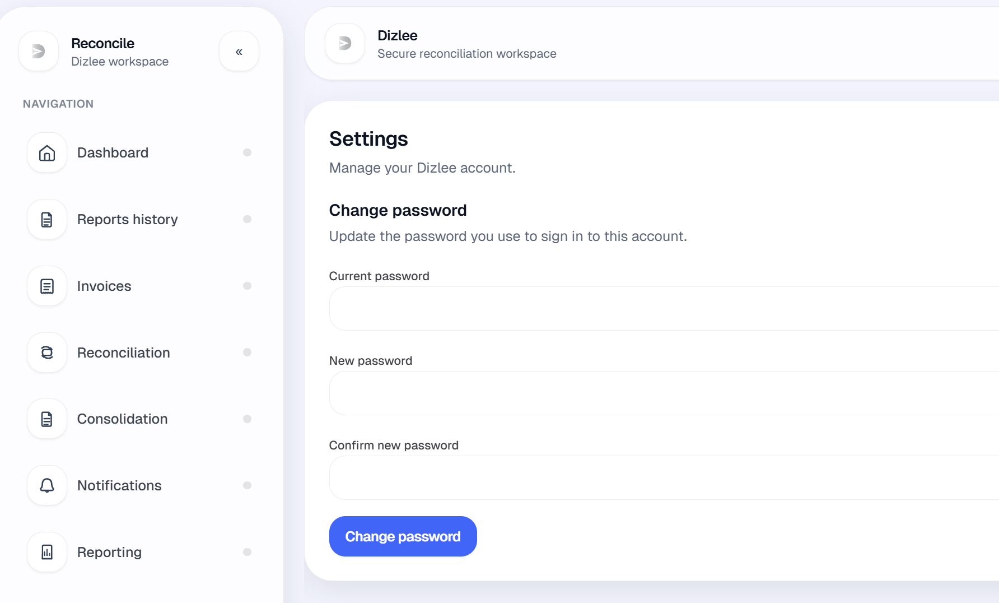 Reconcile
Dizlee workspace
«
NAVIGATION
Dashboard
Reports history
Invoices
Reconciliation
Consolidation
Notifications
Reporting
Dizlee
Secure reconciliation workspace
Settings
Manage your Dizlee account.
Change password
Update the password you use to sign in to this account.
Current password
New password
Confirm new password
Change password